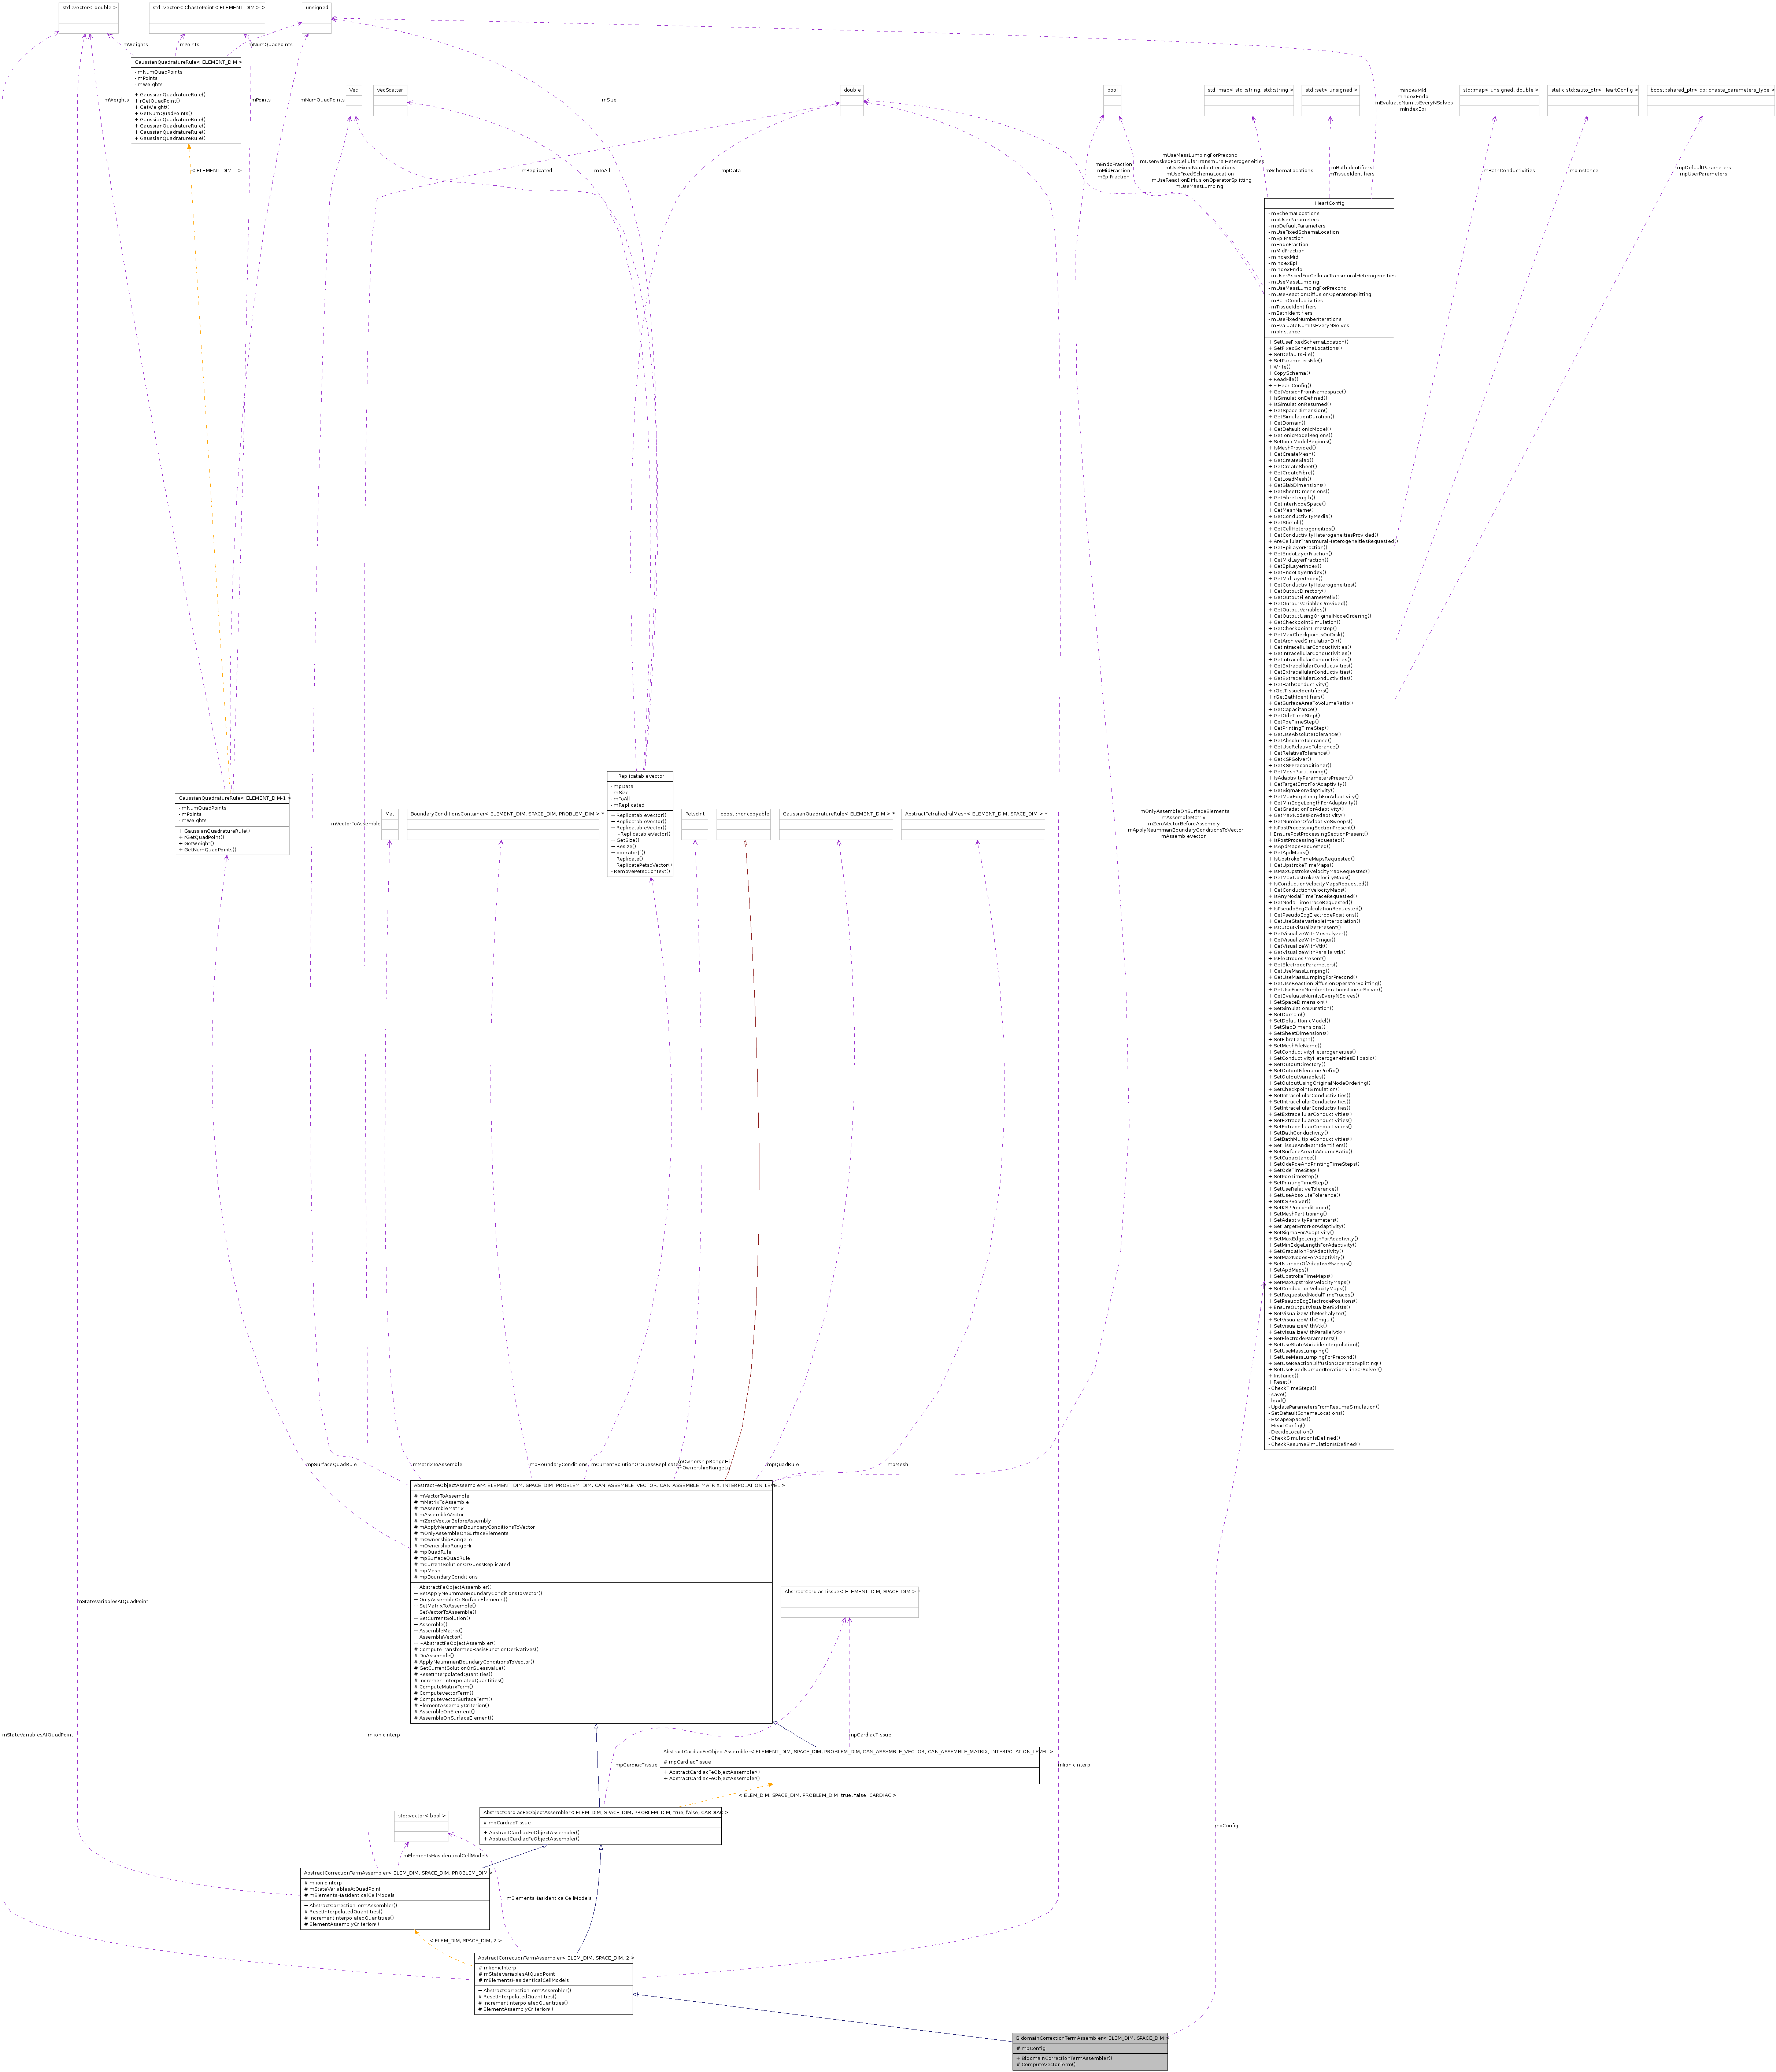 std::vector< double >
std::vector< ChastePoint< ELEMENT_DIM > >
unsigned
mWeights
mPoints
mNumQuadPoints
GaussianQuadratureRule< ELEMENT_DIM >
- mNumQuadPoints
- mPoints
- mWeights
+ GaussianQuadratureRule()
+ rGetQuadPoint()
+ GetWeight()
+ GetNumQuadPoints()
+ GaussianQuadratureRule()
+ GaussianQuadratureRule()
+ GaussianQuadratureRule()
+ GaussianQuadratureRule()
Vec
VecScatter
double
bool
std::map< std::string, std::string >
std::set< unsigned >
std::map< unsigned, double >
static std::auto_ptr< HeartConfig >
boost::shared_ptr< cp::chaste_parameters_type >
mWeights
mPoints
mNumQuadPoints
mSize
mIndexMid
mIndexEndo
mEvaluateNumItsEveryNSolves
mIndexEpi
< ELEMENT_DIM-1 >
mReplicated
mToAll
mpData
mEndoFraction
mMidFraction
mEpiFraction
mUseMassLumpingForPrecond
mUserAskedForCellularTransmuralHeterogeneities
mUseFixedNumberIterations
mUseFixedSchemaLocation
mUseReactionDiffusionOperatorSplitting
mUseMassLumping
mSchemaLocations
mBathIdentifiers
mTissueIdentifiers
mBathConductivities
mpInstance
mpDefaultParameters
mpUserParameters
HeartConfig
- mSchemaLocations
- mpUserParameters
- mpDefaultParameters
- mUseFixedSchemaLocation
- mEpiFraction
- mEndoFraction
- mMidFraction
- mIndexMid
- mIndexEpi
- mIndexEndo
- mUserAskedForCellularTransmuralHeterogeneities
- mUseMassLumping
- mUseMassLumpingForPrecond
- mUseReactionDiffusionOperatorSplitting
- mBathConductivities
- mTissueIdentifiers
- mBathIdentifiers
- mUseFixedNumberIterations
- mEvaluateNumItsEveryNSolves
- mpInstance
+ SetUseFixedSchemaLocation()
+ SetFixedSchemaLocations()
+ SetDefaultsFile()
+ SetParametersFile()
+ Write()
+ CopySchema()
+ ReadFile()
+ ~HeartConfig()
+ GetVersionFromNamespace()
+ IsSimulationDefined()
+ IsSimulationResumed()
+ GetSpaceDimension()
+ GetSimulationDuration()
+ GetDomain()
+ GetDefaultIonicModel()
+ GetIonicModelRegions()
+ SetIonicModelRegions()
+ IsMeshProvided()
+ GetCreateMesh()
+ GetCreateSlab()
+ GetCreateSheet()
+ GetCreateFibre()
+ GetLoadMesh()
+ GetSlabDimensions()
+ GetSheetDimensions()
+ GetFibreLength()
+ GetInterNodeSpace()
+ GetMeshName()
+ GetConductivityMedia()
+ GetStimuli()
+ GetCellHeterogeneities()
+ GetConductivityHeterogeneitiesProvided()
+ AreCellularTransmuralHeterogeneitiesRequested()
+ GetEpiLayerFraction()
+ GetEndoLayerFraction()
+ GetMidLayerFraction()
+ GetEpiLayerIndex()
+ GetEndoLayerIndex()
+ GetMidLayerIndex()
+ GetConductivityHeterogeneities()
+ GetOutputDirectory()
+ GetOutputFilenamePrefix()
+ GetOutputVariablesProvided()
+ GetOutputVariables()
+ GetOutputUsingOriginalNodeOrdering()
+ GetCheckpointSimulation()
+ GetCheckpointTimestep()
+ GetMaxCheckpointsOnDisk()
+ GetArchivedSimulationDir()
+ GetIntracellularConductivities()
+ GetIntracellularConductivities()
+ GetIntracellularConductivities()
+ GetExtracellularConductivities()
+ GetExtracellularConductivities()
+ GetExtracellularConductivities()
+ GetBathConductivity()
+ rGetTissueIdentifiers()
+ rGetBathIdentifiers()
+ GetSurfaceAreaToVolumeRatio()
+ GetCapacitance()
+ GetOdeTimeStep()
+ GetPdeTimeStep()
+ GetPrintingTimeStep()
+ GetUseAbsoluteTolerance()
+ GetAbsoluteTolerance()
+ GetUseRelativeTolerance()
+ GetRelativeTolerance()
+ GetKSPSolver()
+ GetKSPPreconditioner()
+ GetMeshPartitioning()
+ IsAdaptivityParametersPresent()
+ GetTargetErrorForAdaptivity()
+ GetSigmaForAdaptivity()
+ GetMaxEdgeLengthForAdaptivity()
+ GetMinEdgeLengthForAdaptivity()
+ GetGradationForAdaptivity()
+ GetMaxNodesForAdaptivity()
+ GetNumberOfAdaptiveSweeps()
+ IsPostProcessingSectionPresent()
+ EnsurePostProcessingSectionPresent()
+ IsPostProcessingRequested()
+ IsApdMapsRequested()
+ GetApdMaps()
+ IsUpstrokeTimeMapsRequested()
+ GetUpstrokeTimeMaps()
+ IsMaxUpstrokeVelocityMapRequested()
+ GetMaxUpstrokeVelocityMaps()
+ IsConductionVelocityMapsRequested()
+ GetConductionVelocityMaps()
+ IsAnyNodalTimeTraceRequested()
+ GetNodalTimeTraceRequested()
+ IsPseudoEcgCalculationRequested()
+ GetPseudoEcgElectrodePositions()
+ GetUseStateVariableInterpolation()
+ IsOutputVisualizerPresent()
+ GetVisualizeWithMeshalyzer()
+ GetVisualizeWithCmgui()
+ GetVisualizeWithVtk()
+ GetVisualizeWithParallelVtk()
+ IsElectrodesPresent()
+ GetElectrodeParameters()
+ GetUseMassLumping()
+ GetUseMassLumpingForPrecond()
+ GetUseReactionDiffusionOperatorSplitting()
+ GetUseFixedNumberIterationsLinearSolver()
+ GetEvaluateNumItsEveryNSolves()
+ SetSpaceDimension()
+ SetSimulationDuration()
+ SetDomain()
+ SetDefaultIonicModel()
+ SetSlabDimensions()
+ SetSheetDimensions()
+ SetFibreLength()
+ SetMeshFileName()
+ SetConductivityHeterogeneities()
+ SetConductivityHeterogeneitiesEllipsoid()
+ SetOutputDirectory()
+ SetOutputFilenamePrefix()
+ SetOutputVariables()
+ SetOutputUsingOriginalNodeOrdering()
+ SetCheckpointSimulation()
+ SetIntracellularConductivities()
+ SetIntracellularConductivities()
+ SetIntracellularConductivities()
+ SetExtracellularConductivities()
+ SetExtracellularConductivities()
+ SetExtracellularConductivities()
+ SetBathConductivity()
+ SetBathMultipleConductivities()
+ SetTissueAndBathIdentifiers()
+ SetSurfaceAreaToVolumeRatio()
+ SetCapacitance()
+ SetOdePdeAndPrintingTimeSteps()
+ SetOdeTimeStep()
+ SetPdeTimeStep()
+ SetPrintingTimeStep()
+ SetUseRelativeTolerance()
+ SetUseAbsoluteTolerance()
+ SetKSPSolver()
+ SetKSPPreconditioner()
+ SetMeshPartitioning()
+ SetAdaptivityParameters()
+ SetTargetErrorForAdaptivity()
+ SetSigmaForAdaptivity()
+ SetMaxEdgeLengthForAdaptivity()
+ SetMinEdgeLengthForAdaptivity()
+ SetGradationForAdaptivity()
+ SetMaxNodesForAdaptivity()
+ SetNumberOfAdaptiveSweeps()
+ SetApdMaps()
+ SetUpstrokeTimeMaps()
+ SetMaxUpstrokeVelocityMaps()
+ SetConductionVelocityMaps()
+ SetRequestedNodalTimeTraces()
+ SetPseudoEcgElectrodePositions()
+ EnsureOutputVisualizerExists()
+ SetVisualizeWithMeshalyzer()
+ SetVisualizeWithCmgui()
+ SetVisualizeWithVtk()
+ SetVisualizeWithParallelVtk()
+ SetElectrodeParameters()
+ SetUseStateVariableInterpolation()
+ SetUseMassLumping()
+ SetUseMassLumpingForPrecond()
+ SetUseReactionDiffusionOperatorSplitting()
+ SetUseFixedNumberIterationsLinearSolver()
+ Instance()
+ Reset()
- CheckTimeSteps()
- save()
- load()
- UpdateParametersFromResumeSimulation()
- SetDefaultSchemaLocations()
- EscapeSpaces()
- HeartConfig()
- DecideLocation()
- CheckSimulationIsDefined()
- CheckResumeSimulationIsDefined()
ReplicatableVector
- mpData
- mSize
- mToAll
- mReplicated
+ ReplicatableVector()
+ ReplicatableVector()
+ ReplicatableVector()
+ ~ReplicatableVector()
+ GetSize()
+ Resize()
+ operator[]()
+ Replicate()
+ ReplicatePetscVector()
- RemovePetscContext()
GaussianQuadratureRule< ELEMENT_DIM-1 >
- mNumQuadPoints
- mPoints
- mWeights
+ GaussianQuadratureRule()
+ rGetQuadPoint()
+ GetWeight()
+ GetNumQuadPoints()
mVectorToAssemble
Mat
BoundaryConditionsContainer< ELEMENT_DIM, SPACE_DIM, PROBLEM_DIM > *
PetscInt
boost::noncopyable
GaussianQuadratureRule< ELEMENT_DIM > *
AbstractTetrahedralMesh< ELEMENT_DIM, SPACE_DIM > *
mOnlyAssembleOnSurfaceElements
mAssembleMatrix
mZeroVectorBeforeAssembly
mApplyNeummanBoundaryConditionsToVector
mAssembleVector
mpSurfaceQuadRule
mMatrixToAssemble
mpBoundaryConditions
mCurrentSolutionOrGuessReplicated
mOwnershipRangeHi
mOwnershipRangeLo
mpQuadRule
mpMesh
AbstractFeObjectAssembler< ELEMENT_DIM, SPACE_DIM, PROBLEM_DIM, CAN_ASSEMBLE_VECTOR, CAN_ASSEMBLE_MATRIX, INTERPOLATION_LEVEL >
# mVectorToAssemble
# mMatrixToAssemble
# mAssembleMatrix
# mAssembleVector
# mZeroVectorBeforeAssembly
# mApplyNeummanBoundaryConditionsToVector
# mOnlyAssembleOnSurfaceElements
# mOwnershipRangeLo
# mOwnershipRangeHi
# mpQuadRule
# mpSurfaceQuadRule
# mCurrentSolutionOrGuessReplicated
# mpMesh
# mpBoundaryConditions
+ AbstractFeObjectAssembler()
+ SetApplyNeummanBoundaryConditionsToVector()
+ OnlyAssembleOnSurfaceElements()
+ SetMatrixToAssemble()
+ SetVectorToAssemble()
+ SetCurrentSolution()
+ Assemble()
+ AssembleMatrix()
+ AssembleVector()
+ ~AbstractFeObjectAssembler()
# ComputeTransformedBasisFunctionDerivatives()
# DoAssemble()
# ApplyNeummanBoundaryConditionsToVector()
# GetCurrentSolutionOrGuessValue()
# ResetInterpolatedQuantities()
# IncrementInterpolatedQuantities()
# ComputeMatrixTerm()
# ComputeVectorTerm()
# ComputeVectorSurfaceTerm()
# ElementAssemblyCriterion()
# AssembleOnElement()
# AssembleOnSurfaceElement()
AbstractCardiacTissue< ELEMENT_DIM, SPACE_DIM > *
mStateVariablesAtQuadPoint
mStateVariablesAtQuadPoint
mIionicInterp
mpCardiacTissue
mpCardiacTissue
mIionicInterp
AbstractCardiacFeObjectAssembler< ELEMENT_DIM, SPACE_DIM, PROBLEM_DIM, CAN_ASSEMBLE_VECTOR, CAN_ASSEMBLE_MATRIX, INTERPOLATION_LEVEL >
# mpCardiacTissue
+ AbstractCardiacFeObjectAssembler()
+ AbstractCardiacFeObjectAssembler()
< ELEM_DIM, SPACE_DIM, PROBLEM_DIM, true, false, CARDIAC >
std::vector< bool >
AbstractCardiacFeObjectAssembler< ELEM_DIM, SPACE_DIM, PROBLEM_DIM, true, false, CARDIAC >
# mpCardiacTissue
+ AbstractCardiacFeObjectAssembler()
+ AbstractCardiacFeObjectAssembler()
mpConfig
mElementsHasIdenticalCellModels
AbstractCorrectionTermAssembler< ELEM_DIM, SPACE_DIM, PROBLEM_DIM >
# mIionicInterp
# mStateVariablesAtQuadPoint
# mElementsHasIdenticalCellModels
+ AbstractCorrectionTermAssembler()
# ResetInterpolatedQuantities()
# IncrementInterpolatedQuantities()
# ElementAssemblyCriterion()
mElementsHasIdenticalCellModels
< ELEM_DIM, SPACE_DIM, 2 >
AbstractCorrectionTermAssembler< ELEM_DIM, SPACE_DIM, 2 >
# mIionicInterp
# mStateVariablesAtQuadPoint
# mElementsHasIdenticalCellModels
+ AbstractCorrectionTermAssembler()
# ResetInterpolatedQuantities()
# IncrementInterpolatedQuantities()
# ElementAssemblyCriterion()
BidomainCorrectionTermAssembler< ELEM_DIM, SPACE_DIM >
# mpConfig
+ BidomainCorrectionTermAssembler()
# ComputeVectorTerm()